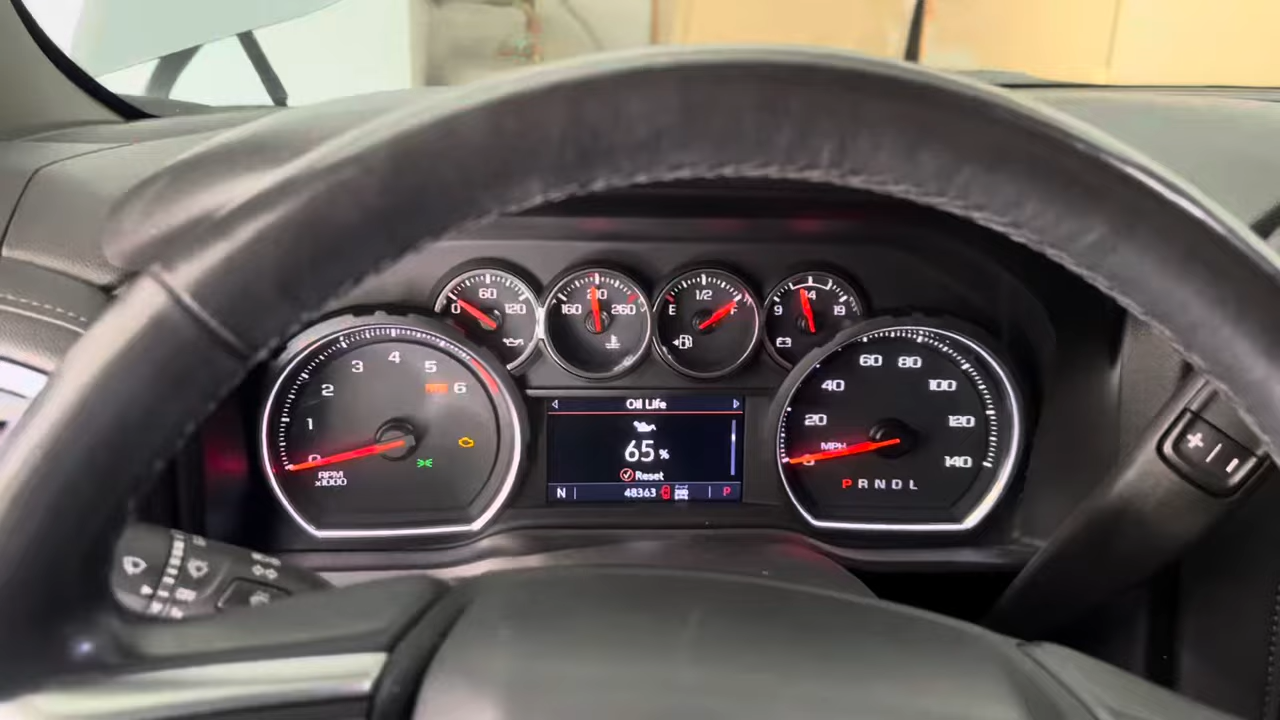 60
0 120
210
160 260
1/2
E F
14
9 19
4
3 5
2 6
1
0
RPM
x1000
Oil Life
65 %
Reset
N 48363 P
60 80
40 100
20 120
MPH
0 140
P R N D L